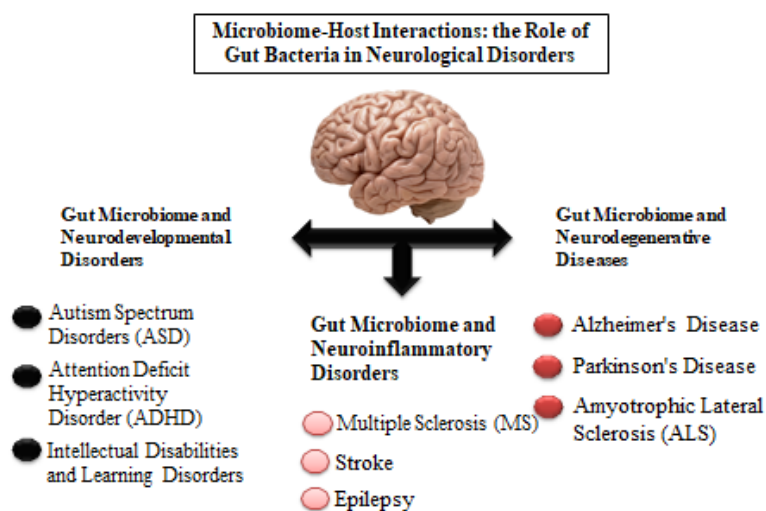 Microbiome-Host Interactions: the Role of
Gut Bacteria in Neurological Disorders
Gut Microbiome and
Neurodevelopmental
Disorders
Autism Spectrum
Disorders (ASD)
Attention Deficit
Hyperactivity
Disorder (ADHD)
Intellectual Disabilities
and Learning Disorders
Gut Microbiome and
Neuroinflammatory
Disorders
Multiple Sclerosis (MS)
Stroke
Epilepsy
Gut Microbiome and
Neurodegenerative
Diseases
Alzheimer's Disease
Parkinson's Disease
Amyotrophic Lateral
Sclerosis (ALS)